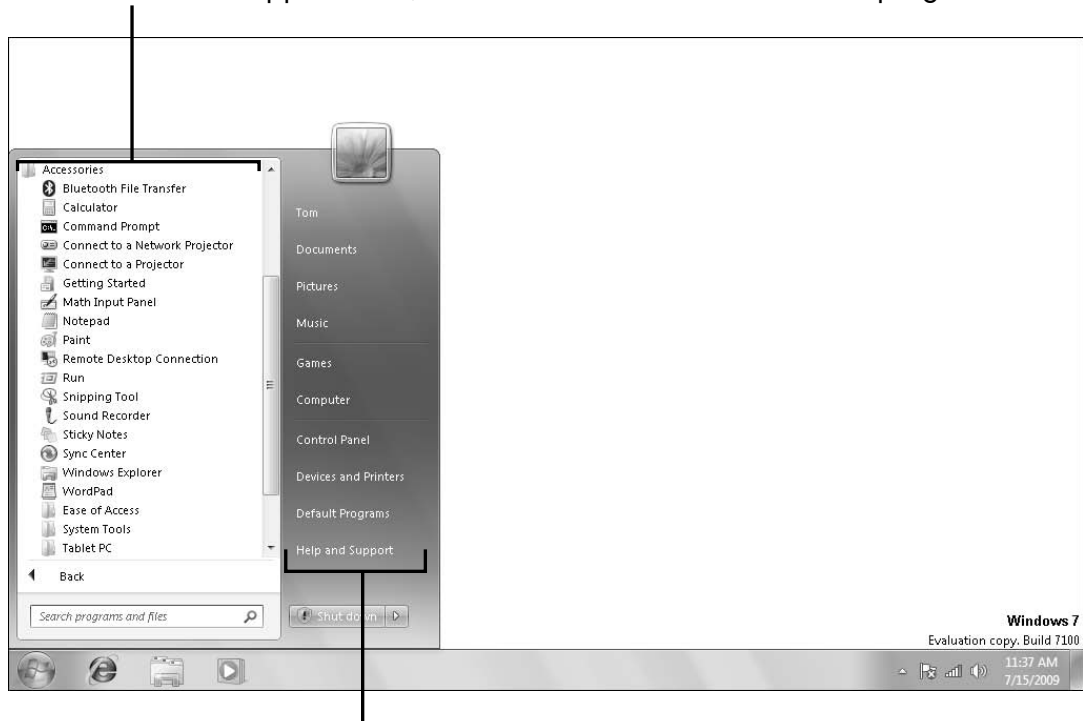 Accessories
Bluetooth File Transfer
Calculator
Command Prompt
Connect to a Network Projector
Connect to a Projector
Getting Started
Math Input Panel
Notepad
Paint
Remote Desktop Connection
Run
Snipping Tool
Sound Recorder
Sticky Notes
Sync Center
Windows Explorer
WordPad
Ease of Access
System Tools
Tablet PC
Back
Search programs and files
Tom
Documents
Pictures
Music
Games
Computer
Control Panel
Devices and Printers
Default Programs
Help and Support
Shut down
Windows 7
Evaluation copy. Build 7100
11:37 AM
7/15/2009